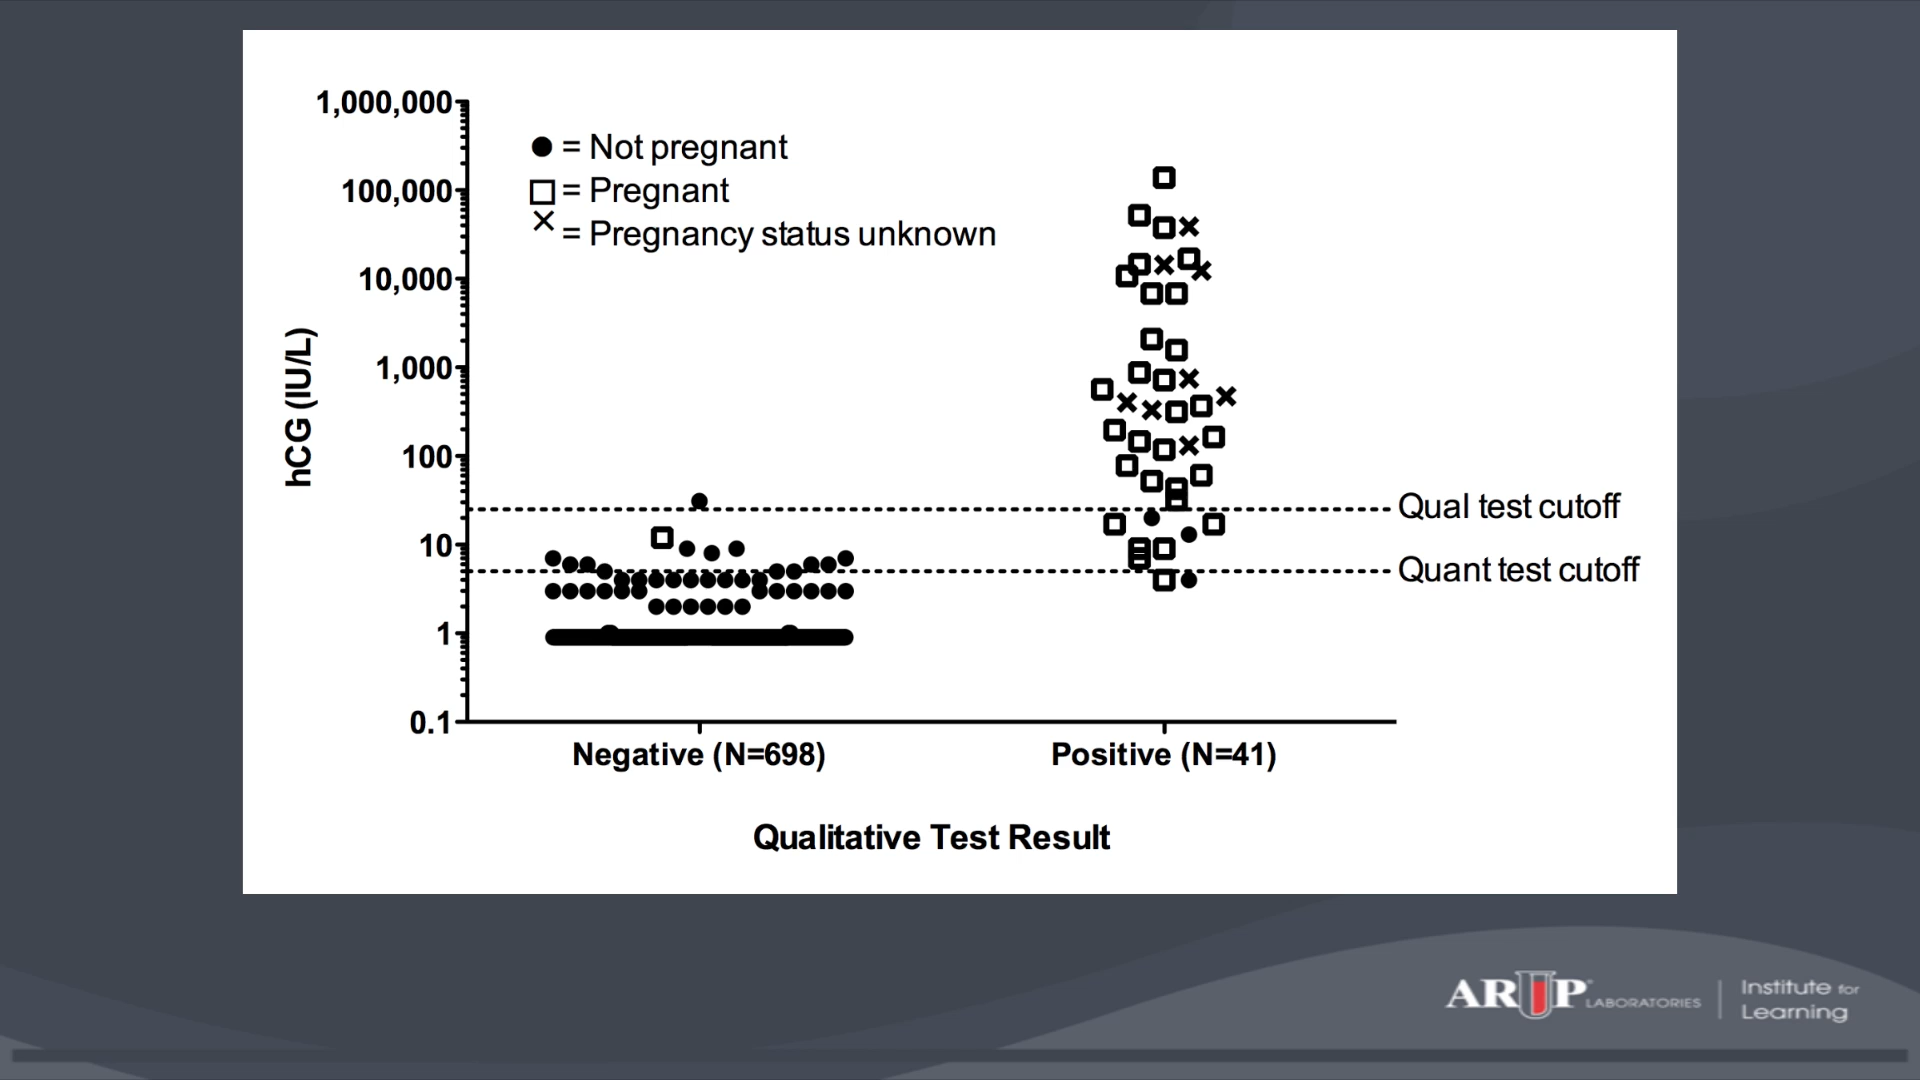 1,000,000
100,000
10,000
1,000
100
10
1
0.1
hCG (IU/L)
= Not pregnant
= Pregnant
= Pregnancy status unknown
Qual test cutoff
Quant test cutoff
Negative (N=698)
Positive (N=41)
Qualitative Test Result
ARUP LABORATORIES
Institute for
Learning